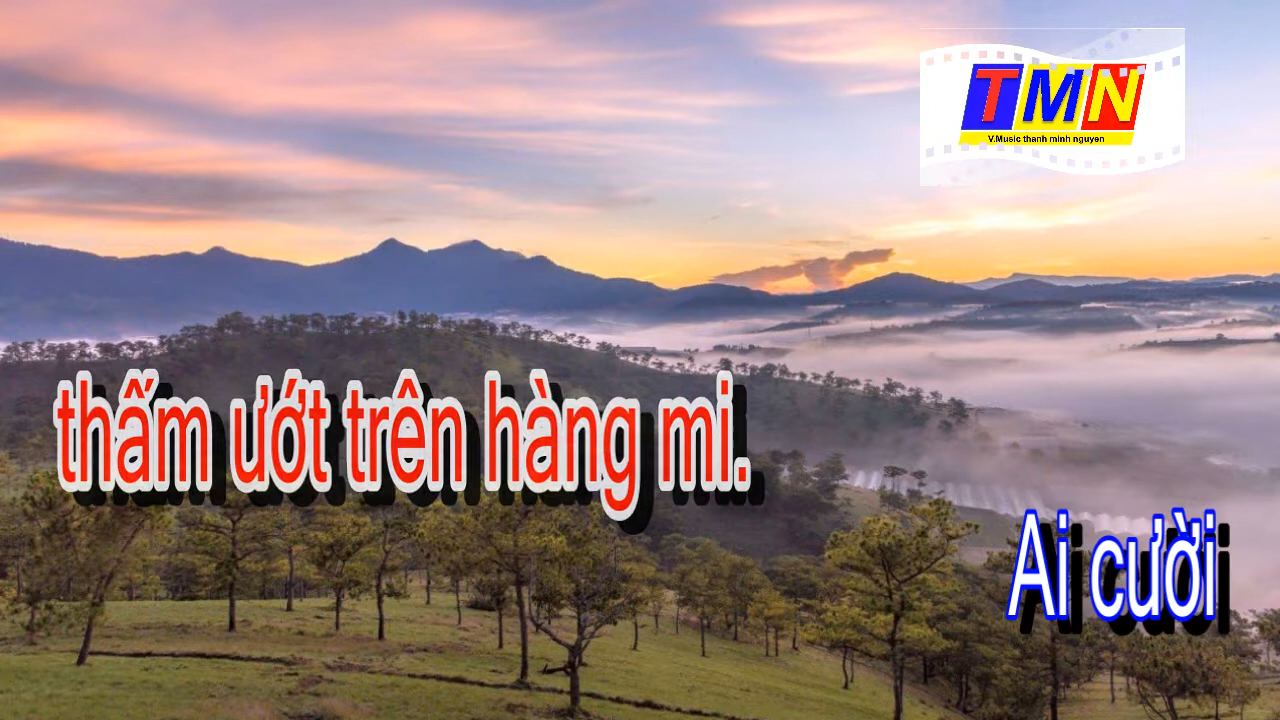 TMN
V.Music thanh minh nguyen
thấm ướt trên hàng mi.
Ai cười